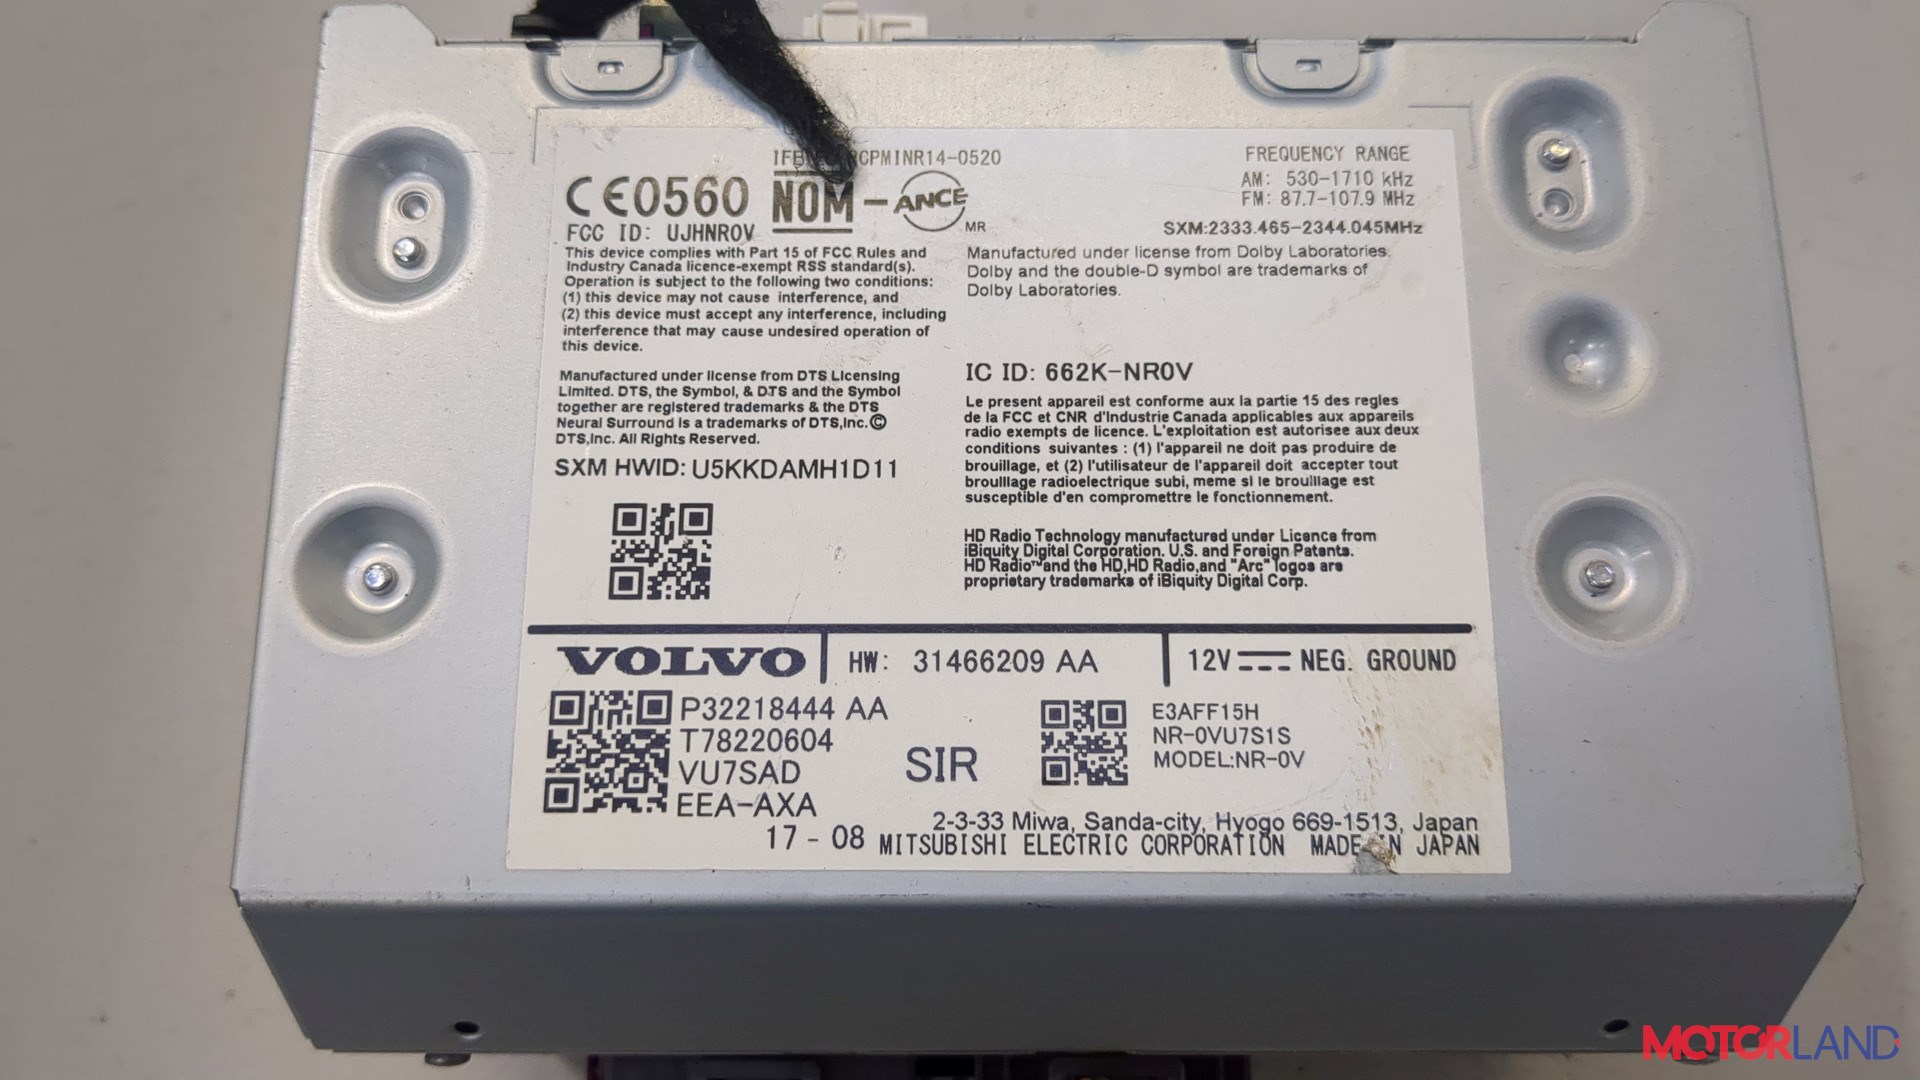 CPMINR14-0520
CE0560 NOM-ANCE MR
FCC ID: UJHNR0V
This device complies with Part 15 of FCC Rules and
Industry Canada licence-exempt RSS standard(s).
Operation is subject to the following two conditions:
(1) this device may not cause interference, and
(2) this device must accept any interference, including
interference that may cause undesired operation of
this device.
Manufactured under license from DTS Licensing
Limited. DTS, the Symbol, & DTS and the Symbol
together are registered trademarks & the DTS
Neural Surround is a trademarks of DTS,Inc.©
DTS,Inc. All Rights Reserved.
SXM HWID: U5KKDAMH1D11
FREQUENCY RANGE
AM: 530-1710 kHz
FM: 87.7-107.9 MHz
SXM:2333.465-2344.045MHz
Manufactured under license from Dolby Laboratories.
Dolby and the double-D symbol are trademarks of
Dolby Laboratories.
IC ID: 662K-NR0V
Le present appareil est conforme aux la partie 15 des regles
de la FCC et CNR d'Industrie Canada applicables aux appareils
radio exempts de licence. L'exploitation est autorisee aux deux
conditions suivantes : (1) l'appareil ne doit pas produire de
brouillage, et (2) l'utilisateur de l'appareil doit accepter tout
brouillage radioelectrique subi, meme si le brouillage est
susceptible d'en compromettre le fonctionnement.
HD Radio Technology manufactured under Licence from
iBiquity Digital Corporation. U.S. and Foreign Patents.
HD Radio™and the HD,HD Radio,and "Arc" logos are
proprietary trademarks of iBiquity Digital Corp.
VOLVO HW: 31466209 AA 12V NEG. GROUND
P32218444 AA
T78220604
VU7SAD
EEA-AXA
SIR
E3AFF15H
NR-0VU7S1S
MODEL:NR-0V
2-3-33 Miwa, Sanda-city, Hyogo 669-1513, Japan
17-08 MITSUBISHI ELECTRIC CORPORATION MADE IN JAPAN
MOTORLAND